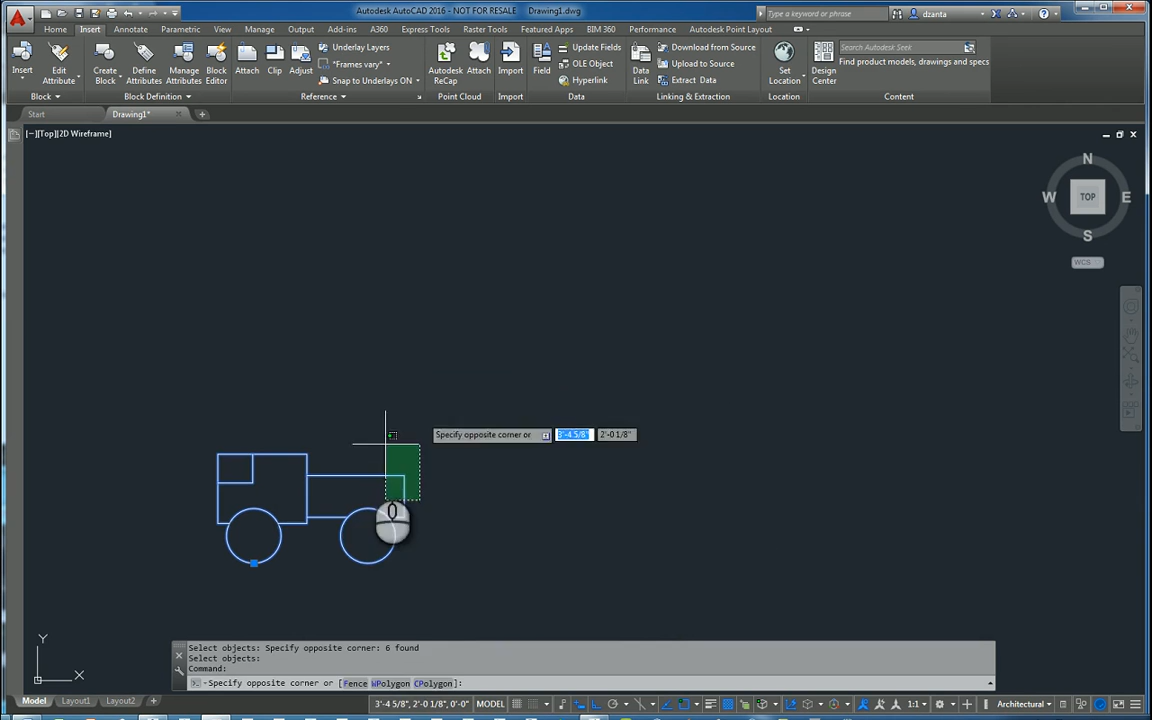 Autodesk AutoCAD 2016 - NOT FOR RESALE Drawing1.dwg
Type a keyword or phrase
dzanta
Home Insert Annotate Parametric View Manage Output Add-ins A360 Express Tools Raster Tools Featured Apps BIM 360 Performance Autodesk Point Layout
Insert
Edit Attribute
Create Block
Define Attributes
Manage Attributes
Block Editor
Attach
Clip
Adjust
Underlay Layers
*Frames vary*
Snap to Underlays ON
Autodesk ReCap
Attach
Import
Field
Update Fields
OLE Object
Hyperlink
Data Link
Download from Source
Upload to Source
Extract Data
Set Location
Design Center
Search Autodesk Seek
Find product models, drawings and specs
Block
Block Definition
Reference
Point Cloud
Import
Data
Linking & Extraction
Location
Content
Start
Drawing1*
[−][Top][2D Wireframe]
N
W
TOP
E
S
WCS
Specify opposite corner or 3'-4 5/8" 2'-0 1/8"
0
Y
X
Select objects: Specify opposite corner: 6 found
Select objects:
Command:
-Specify opposite corner or [Fence WPolygon CPolygon]:
Model Layout1 Layout2
3'-4 5/8", 2'-0 1/8", 0'-0" MODEL
1:1
Architectural